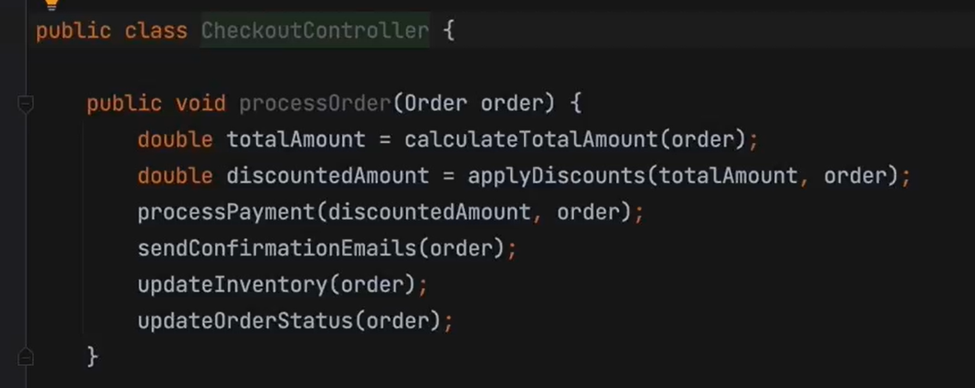 public class CheckoutController {
public void processOrder(Order order) {
double totalAmount = calculateTotalAmount(order);
double discountedAmount = applyDiscounts(totalAmount, order);
processPayment(discountedAmount, order);
sendConfirmationEmails(order);
updateInventory(order);
updateOrderStatus(order);
}